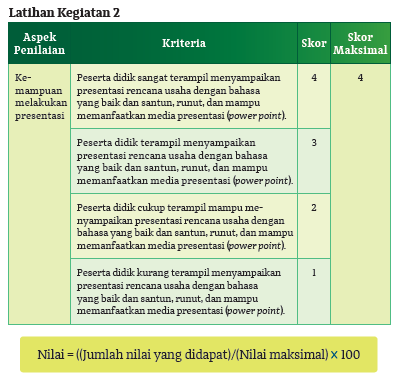 Latihan Kegiatan 2
Aspek
Penilaian
Kriteria
Skor
Skor
Maksimal
Ke-
mampuan
melakukan
presentasi
Peserta didik sangat terampil menyampaikan
presentasi rencana usaha dengan bahasa
yang baik dan santun, runut, dan mampu
memanfaatkan media presentasi (power point).
4
4
Peserta didik terampil menyampaikan
presentasi rencana usaha dengan bahasa
yang baik dan santun, runut, dan mampu
memanfaatkan media presentasi (power point).
3
Peserta didik cukup terampil mampu me-
nyampaikan presentasi rencana usaha dengan
bahasa yang baik dan santun, runut, dan mampu
memanfaatkan media presentasi (power point).
2
Peserta didik kurang terampil menyampaikan
presentasi rencana usaha dengan bahasa
yang baik dan santun, runut, dan mampu
memanfaatkan media presentasi (power point).
1
Nilai = ((Jumlah nilai yang didapat)/(Nilai maksimal) x 100